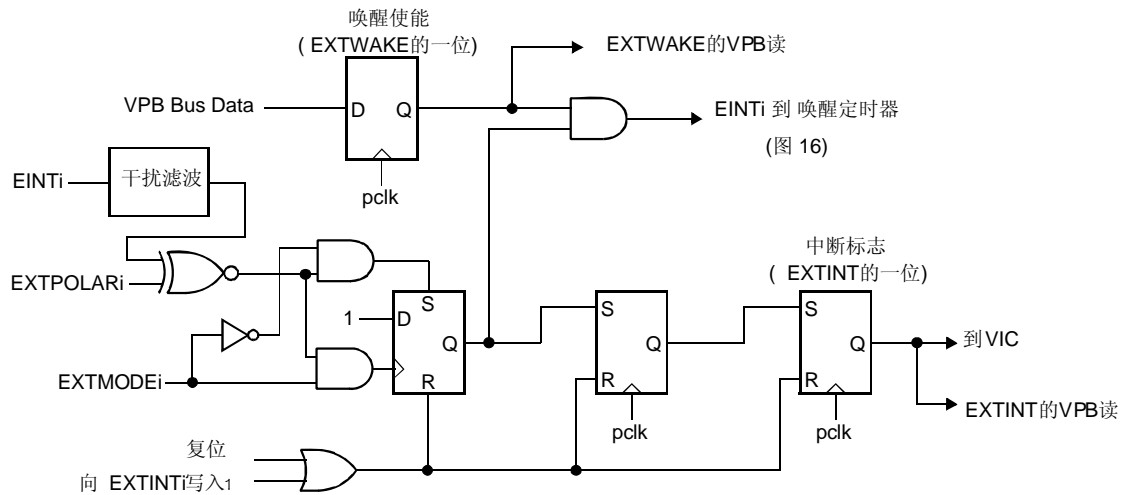 唤醒使能
( EXTWAKE的一位)
EXTWAKE的VPB读
VPB Bus Data
D
Q
EINTi 到 唤醒定时器
(图 16)
pclk
EINTi
干扰滤波
EXTPOLARi
中断标志
( EXTINT的一位)
S
1
D
Q
R
S
Q
R
pclk
S
Q
R
pclk
到VIC
EXTMODEi
EXTINT的VPB读
复位
向 EXTINTi写入1